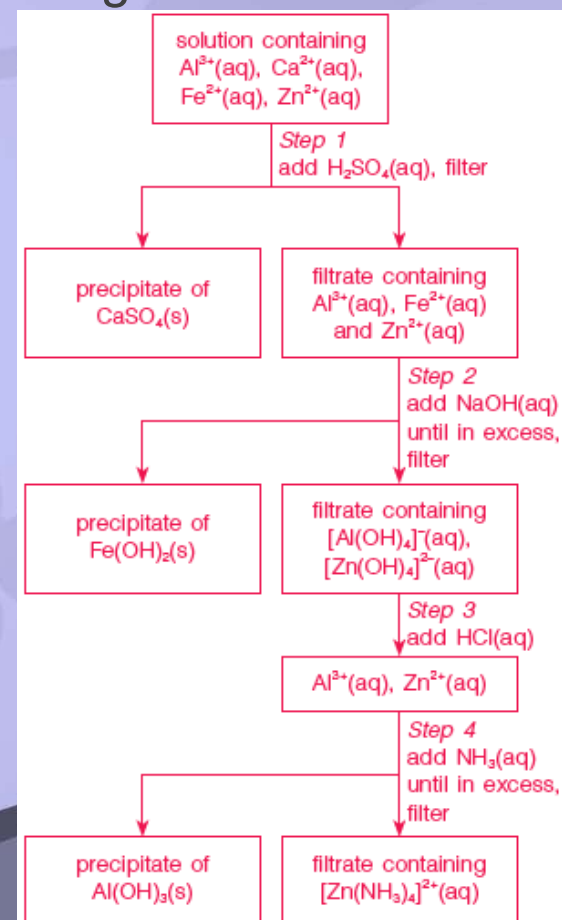 solution containing
Al³⁺(aq), Ca²⁺(aq),
Fe²⁺(aq), Zn²⁺(aq)
Step 1
add H₂SO₄(aq), filter
precipitate of
CaSO₄(s)
filtrate containing
Al³⁺(aq), Fe²⁺(aq)
and Zn²⁺(aq)
Step 2
add NaOH(aq)
until in excess,
filter
precipitate of
Fe(OH)₂(s)
filtrate containing
[Al(OH)₄]⁻(aq),
[Zn(OH)₄]²⁻(aq)
Step 3
add HCl(aq)
Al³⁺(aq), Zn²⁺(aq)
Step 4
add NH₃(aq)
until in excess,
filter
precipitate of
Al(OH)₃(s)
filtrate containing
[Zn(NH₃)₄]²⁺(aq)